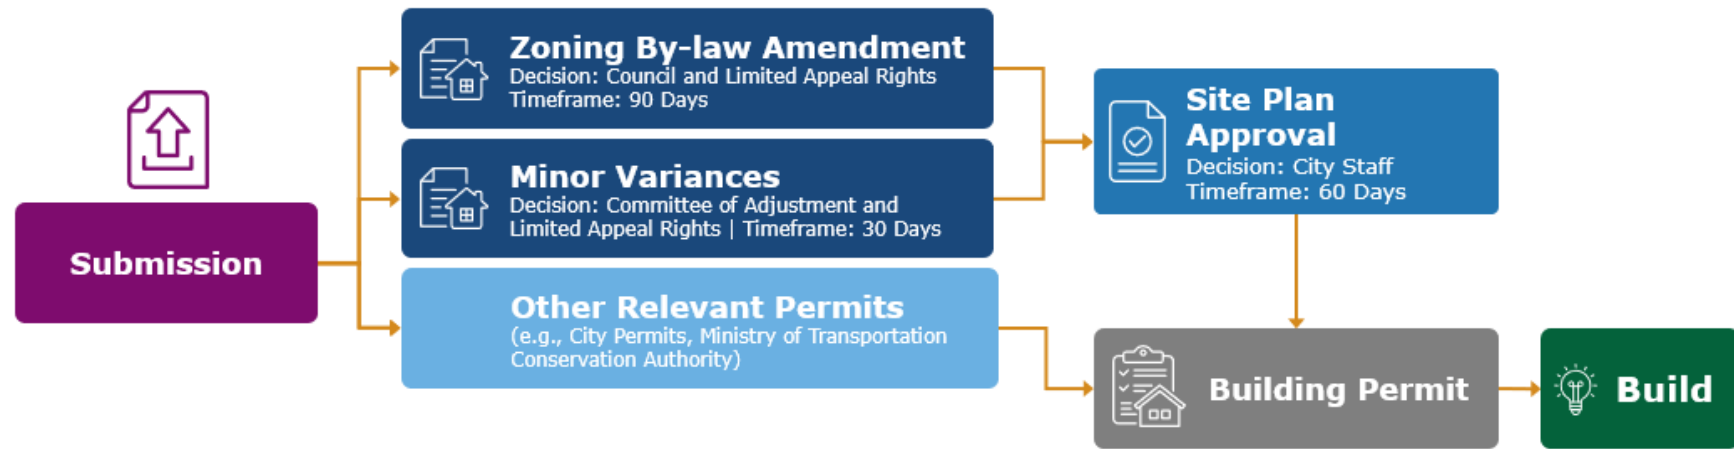 Submission
Zoning By-law Amendment
Decision: Council and Limited Appeal Rights
Timeframe: 90 Days
Minor Variances
Decision: Committee of Adjustment and
Limited Appeal Rights | Timeframe: 30 Days
Other Relevant Permits
(e.g., City Permits, Ministry of Transportation
Conservation Authority)
Site Plan
Approval
Decision: City Staff
Timeframe: 60 Days
Building Permit
Build